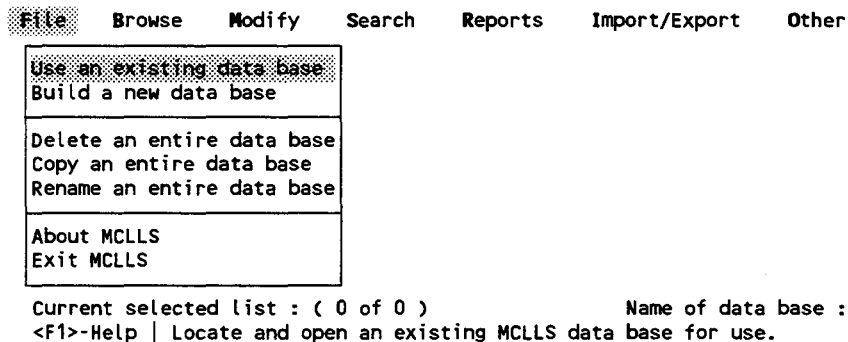 File Browse Modify Search Reports Import/Export Other
Use an existing data base
Build a new data base
Delete an entire data base
Copy an entire data base
Rename an entire data base
About MCLLS
Exit MCLLS
Current selected list : ( 0 of 0 ) Name of data base :
<F1>-Help | Locate and open an existing MCLLS data base for use.